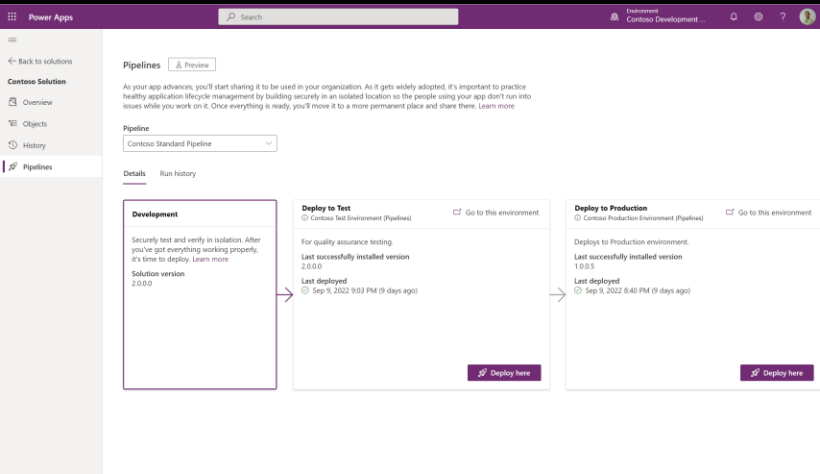 Power Apps
Search
Environment
Contoso Development ...
Back to solutions
Contoso Solution
Overview
Objects
History
Pipelines
Pipelines
Preview
As your app advances, you'll start sharing it to be used in your organization. As it gets widely adopted, it's important to practice
healthy application lifecycle management by building securely in an isolated location so the people using your app don't run into
issues while you work on it. Once everything is ready, you'll move it to a more permanent place and share there. Learn more
Pipeline
Contoso Standard Pipeline
Details
Run history
Development
Securely test and verify in isolation. After
you've got everything working properly,
it's time to deploy. Learn more
Solution version
2.0.0.0
Deploy to Test
Contoso Test Environment (Pipelines)
Go to this environment
For quality assurance testing.
Last successfully installed version
2.0.0.0
Last deployed
Sep 9, 2022 9:03 PM (9 days ago)
Deploy here
Deploy to Production
Contoso Production Environment (Pipelines)
Go to this environment
Deploys to Production environment.
Last successfully installed version
1.0.0.5
Last deployed
Sep 9, 2022 8:40 PM (9 days ago)
Deploy here